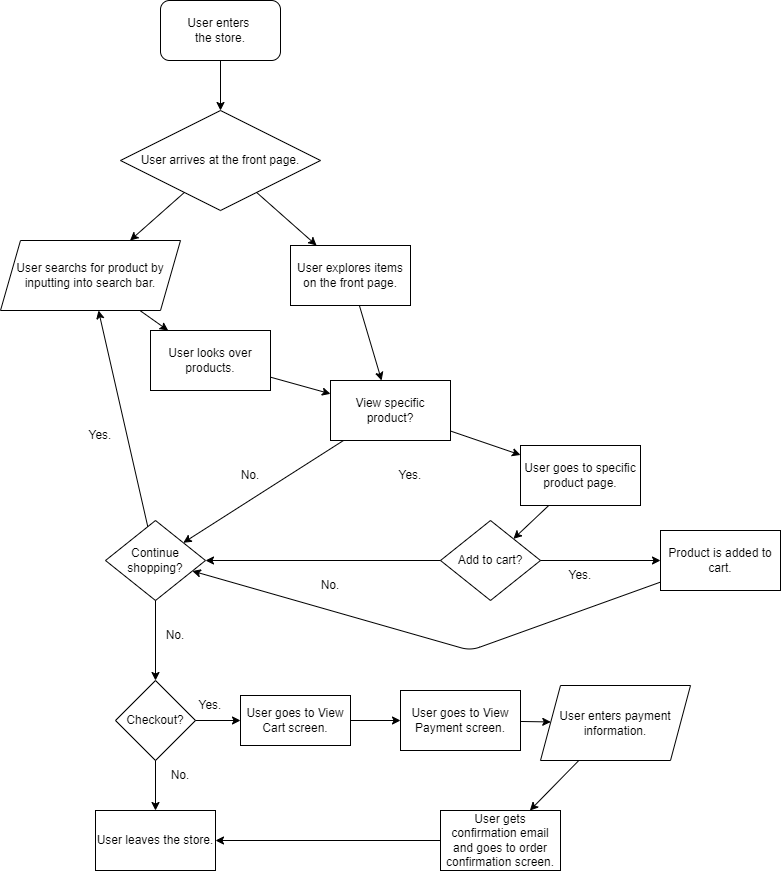 User enters
the store.
User arrives at the front page.
User searchs for product by
inputting into search bar.
User explores items
on the front page.
User looks over
products.
View specific
product?
Yes.
No.
Yes.
User goes to specific
product page.
Continue
shopping?
Add to cart?
Product is added to
cart.
Yes.
No.
No.
Checkout?
Yes.
User goes to View
Cart screen.
User goes to View
Payment screen.
User enters payment
information.
No.
User leaves the store.
User gets
confirmation email
and goes to order
confirmation screen.